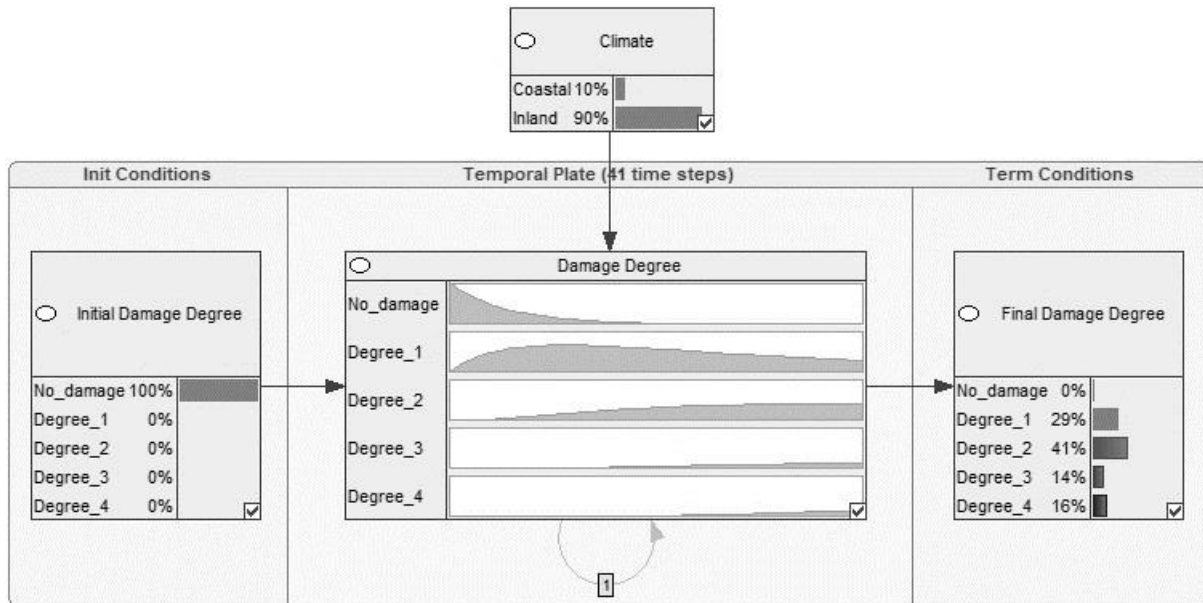 Climate
Coastal 10%
Inland 90%
Init Conditions
Temporal Plate (41 time steps)
Term Conditions
Initial Damage Degree
No_damage 100%
Degree_1 0%
Degree_2 0%
Degree_3 0%
Degree_4 0%
Damage Degree
No_damage
Degree_1
Degree_2
Degree_3
Degree_4
1
Final Damage Degree
No_damage 0%
Degree_1 29%
Degree_2 41%
Degree_3 14%
Degree_4 16%